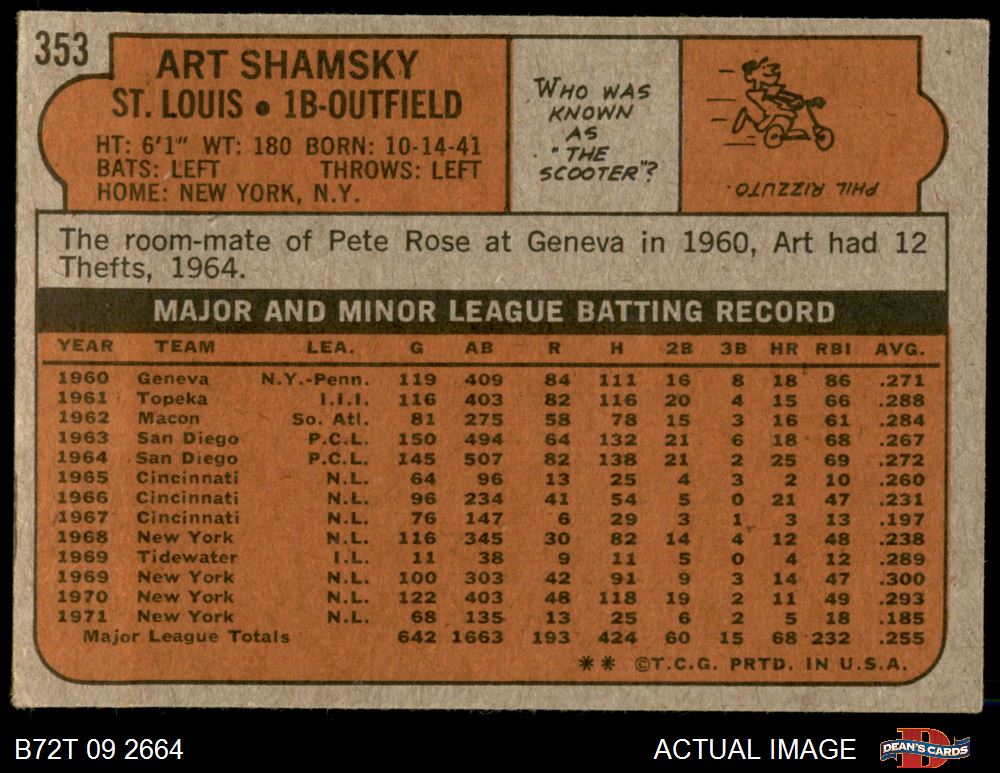 353
ART SHAMSKY
ST. LOUIS • 1B-OUTFIELD
HT: 6'1" WT: 180 BORN: 10-14-41
BATS: LEFT THROWS: LEFT
HOME: NEW YORK, N.Y.
WHO WAS
KNOWN
AS
"THE
SCOOTER"?
PHIL RIZZUTO.
The room-mate of Pete Rose at Geneva in 1960, Art had 12
Thefts, 1964.
MAJOR AND MINOR LEAGUE BATTING RECORD
YEAR TEAM LEA. G AB R H 2B 3B HR RBI AVG.
1960 Geneva N.Y.-Penn. 119 409 84 111 16 8 18 86 .271
1961 Topeka I.I.I. 116 403 82 116 20 4 15 66 .288
1962 Macon So. Atl. 81 275 58 78 15 3 16 61 .284
1963 San Diego P.C.L. 150 494 64 132 21 6 18 68 .267
1964 San Diego P.C.L. 145 507 82 138 21 2 25 69 .272
1965 Cincinnati N.L. 64 96 13 25 4 3 2 10 .260
1966 Cincinnati N.L. 96 234 41 54 5 0 21 47 .231
1967 Cincinnati N.L. 76 147 6 29 3 1 3 13 .197
1968 New York N.L. 116 345 30 82 14 4 12 48 .238
1969 Tidewater I.L. 11 38 9 11 5 0 4 12 .289
1969 New York N.L. 100 303 42 91 9 3 14 47 .300
1970 New York N.L. 122 403 48 118 19 2 11 49 .293
1971 New York N.L. 68 135 13 25 6 2 5 18 .185
Major League Totals 642 1663 193 424 60 15 68 232 .255
** ©T.C.G. PRTD. IN U.S.A.
B72T 09 2664
ACTUAL IMAGE
D
DEAN'S CARDS